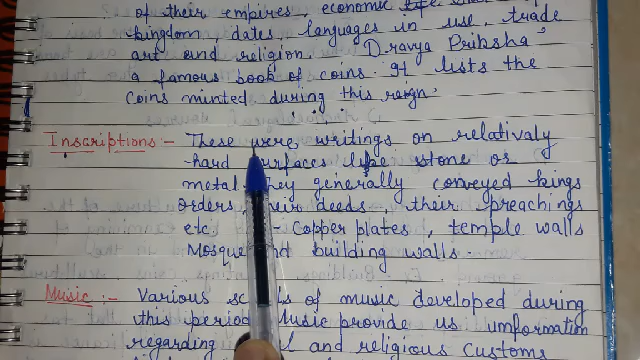 of their empires, economic life
kingdom dates, languages in use, trade
art and religion. Dravya Priksha
a famous book of coins. It lists the
coins minted during this reign.
Inscriptions:- These were writings on relativaly
hard surfaces like stone or
metal. They generally conveyed kings
orders, their deeds, their preachings
etc - Copper plates, temple walls
Mosque and building walls.
Music:- Various of music developed during
this period. Music provide us information
regarding and religious customs